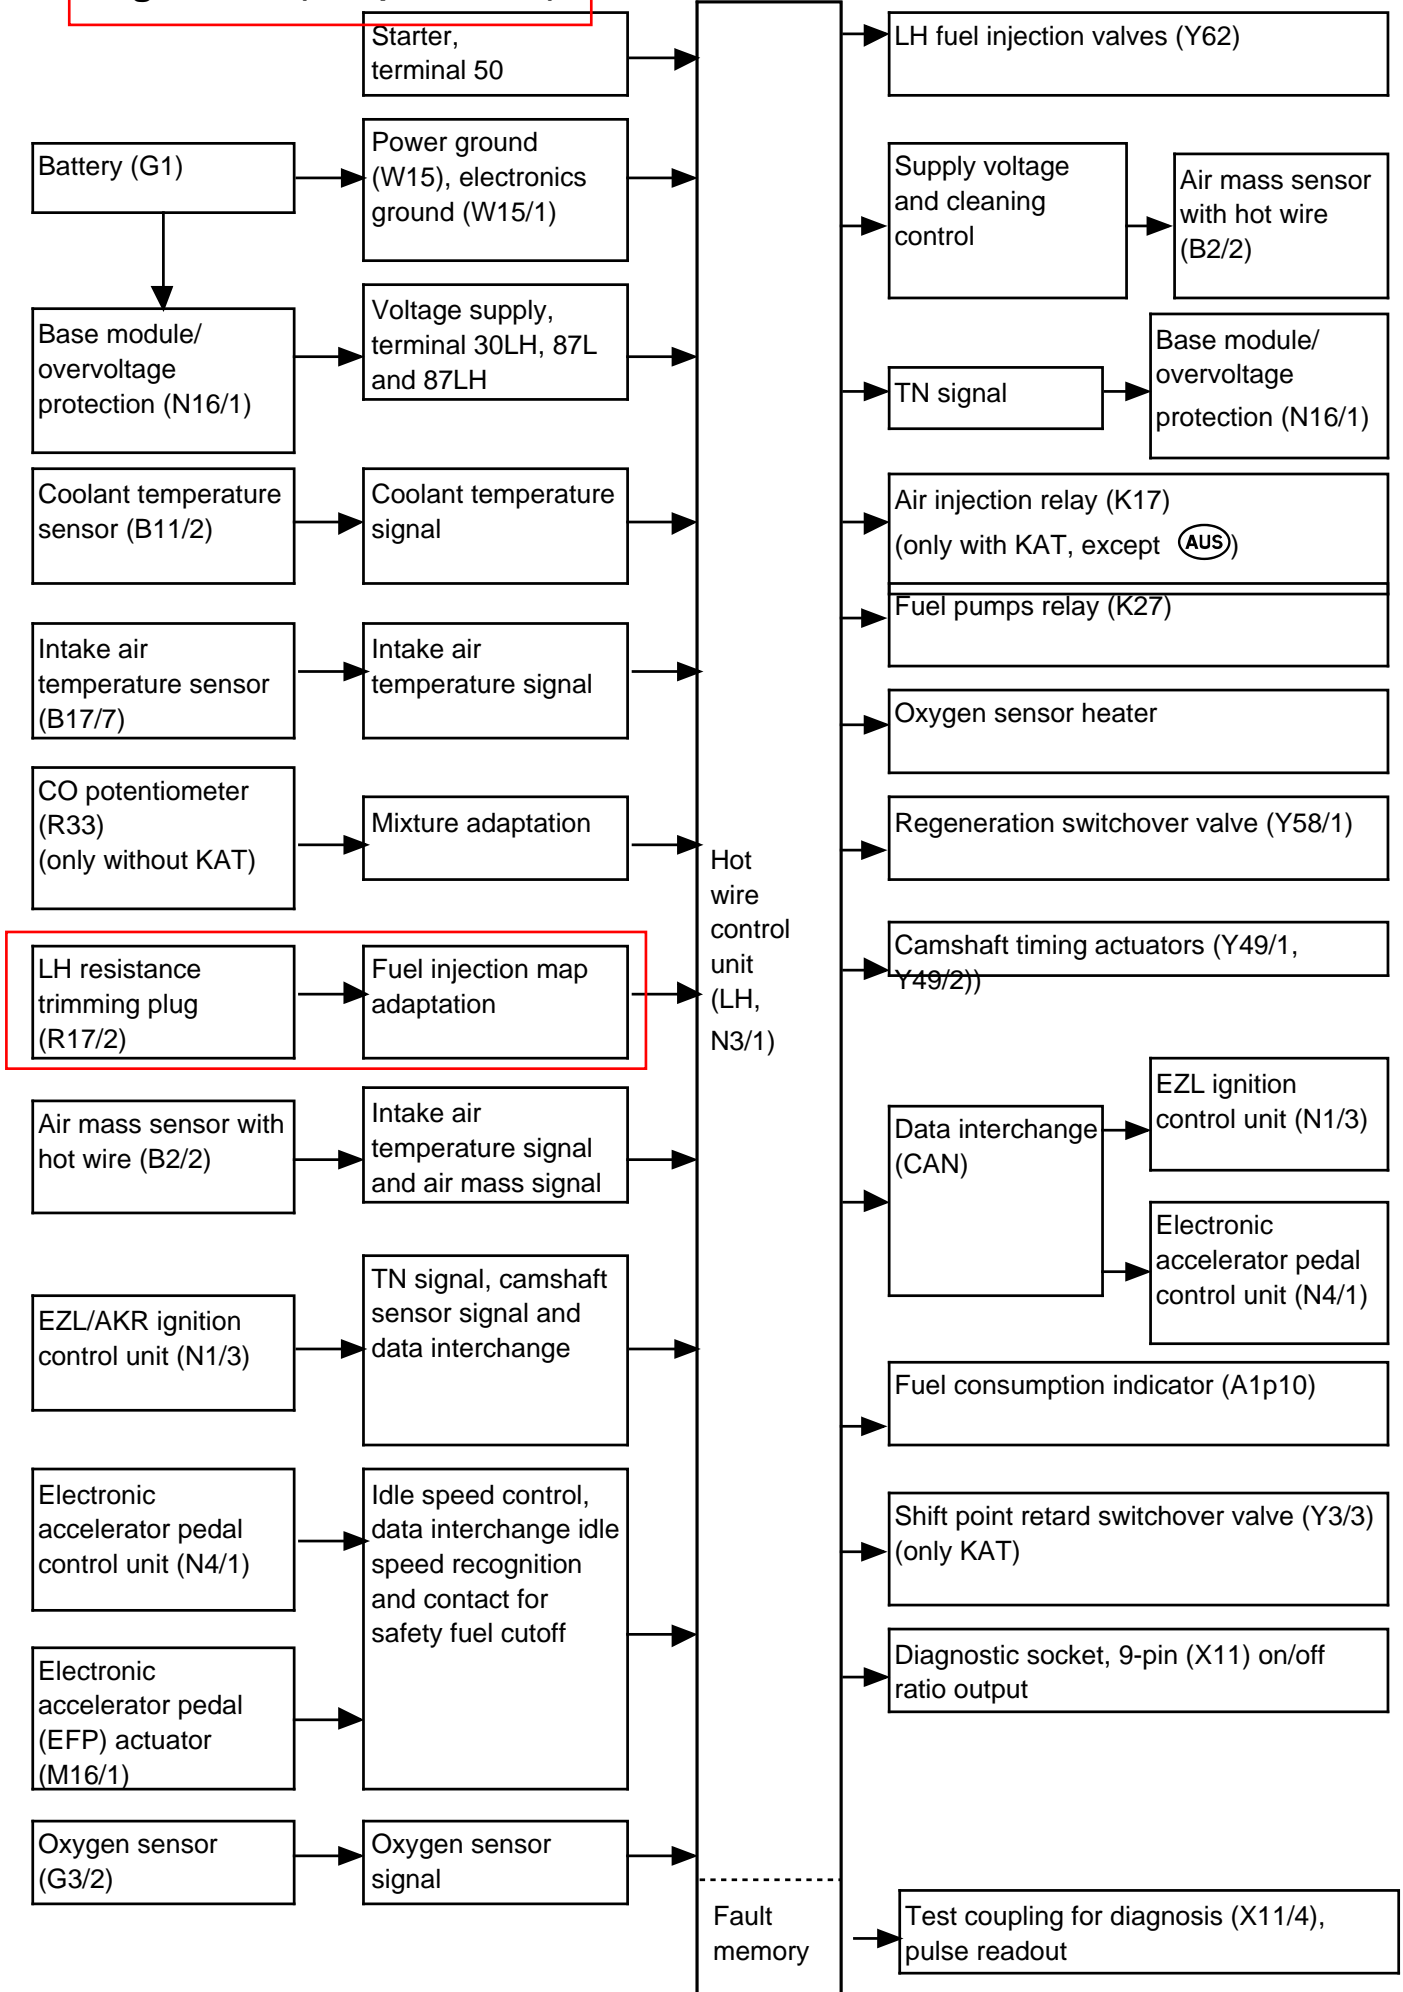 Starter,
terminal 50
LH fuel injection valves (Y62)
Battery (G1)
Power ground
(W15), electronics
ground (W15/1)
Supply voltage
and cleaning
control
Air mass sensor
with hot wire
(B2/2)
Base module/
overvoltage
protection (N16/1)
Voltage supply,
terminal 30LH, 87L
and 87LH
TN signal
Base module/
overvoltage
protection (N16/1)
Coolant temperature
sensor (B11/2)
Coolant temperature
signal
Air injection relay (K17)
(only with KAT, except AUS)
Fuel pumps relay (K27)
Intake air
temperature sensor
(B17/7)
Intake air
temperature signal
Oxygen sensor heater
CO potentiometer
(R33)
(only without KAT)
Mixture adaptation
Regeneration switchover valve (Y58/1)
Hot
wire
control
unit
(LH,
N3/1)
LH resistance
trimming plug
(R17/2)
Fuel injection map
adaptation
Camshaft timing actuators (Y49/1,
Y49/2))
Air mass sensor with
hot wire (B2/2)
Intake air
temperature signal
and air mass signal
Data interchange
(CAN)
EZL ignition
control unit (N1/3)
Electronic
accelerator pedal
control unit (N4/1)
EZL/AKR ignition
control unit (N1/3)
TN signal, camshaft
sensor signal and
data interchange
Fuel consumption indicator (A1p10)
Electronic
accelerator pedal
control unit (N4/1)
Idle speed control,
data interchange idle
speed recognition
and contact for
safety fuel cutoff
Shift point retard switchover valve (Y3/3)
(only KAT)
Electronic
accelerator pedal
(EFP) actuator
(M16/1)
Diagnostic socket, 9-pin (X11) on/off
ratio output
Oxygen sensor
(G3/2)
Oxygen sensor
signal
Fault
memory
Test coupling for diagnosis (X11/4),
pulse readout